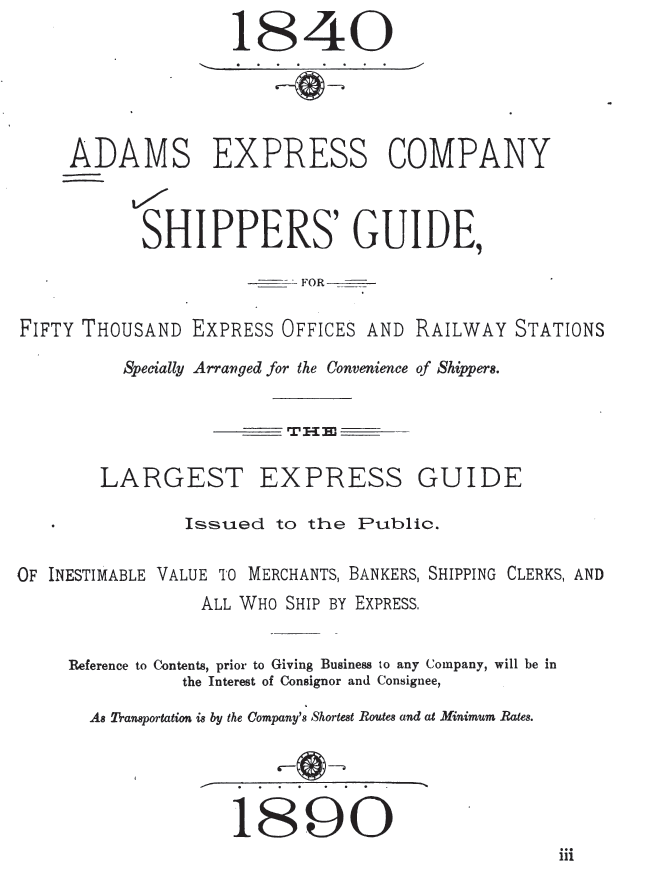 1840
ADAMS EXPRESS COMPANY
SHIPPERS' GUIDE,
FOR
FIFTY THOUSAND EXPRESS OFFICES AND RAILWAY STATIONS
Specially Arranged for the Convenience of Shippers.
THE
LARGEST EXPRESS GUIDE
Issued to the Public.
OF INESTIMABLE VALUE TO MERCHANTS, BANKERS, SHIPPING CLERKS, AND
ALL WHO SHIP BY EXPRESS.
Reference to Contents, prior to Giving Business to any Company, will be in
the Interest of Consignor and Consignee,
As Transportation is by the Company's Shortest Routes and at Minimum Rates.
1890
iii